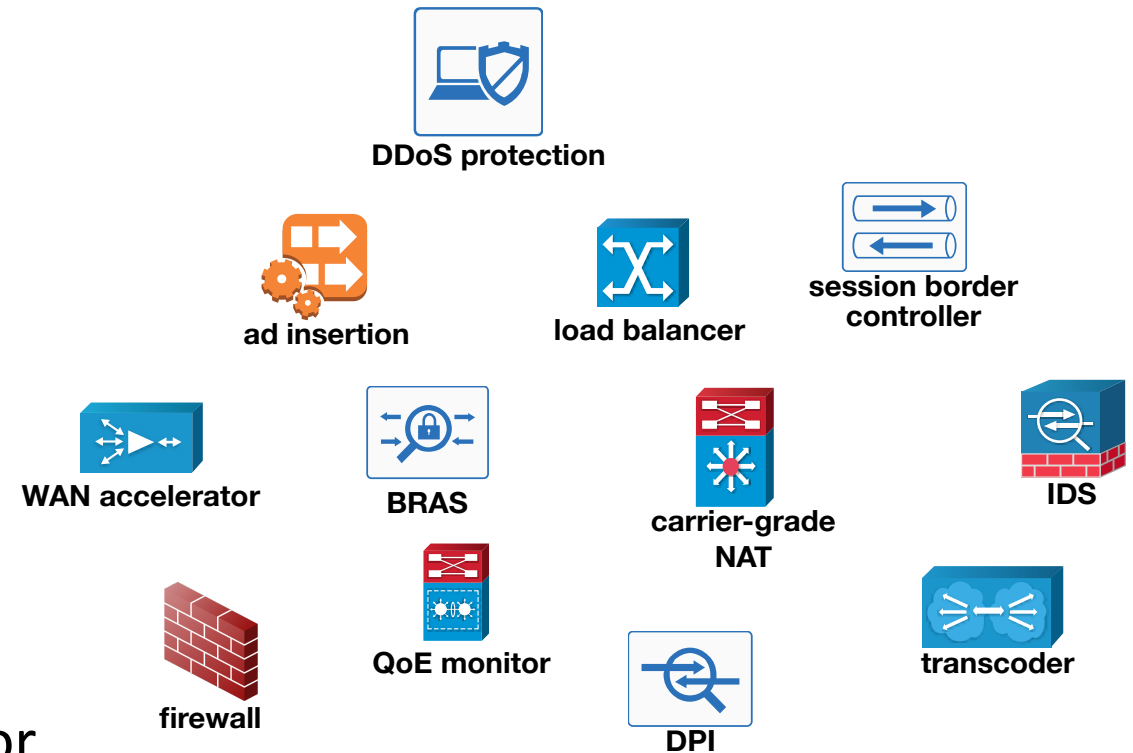 DDoS protection
ad insertion
load balancer
session border
controller
WAN accelerator
BRAS
carrier-grade
NAT
IDS
firewall
QoE monitor
DPI
transcoder
or